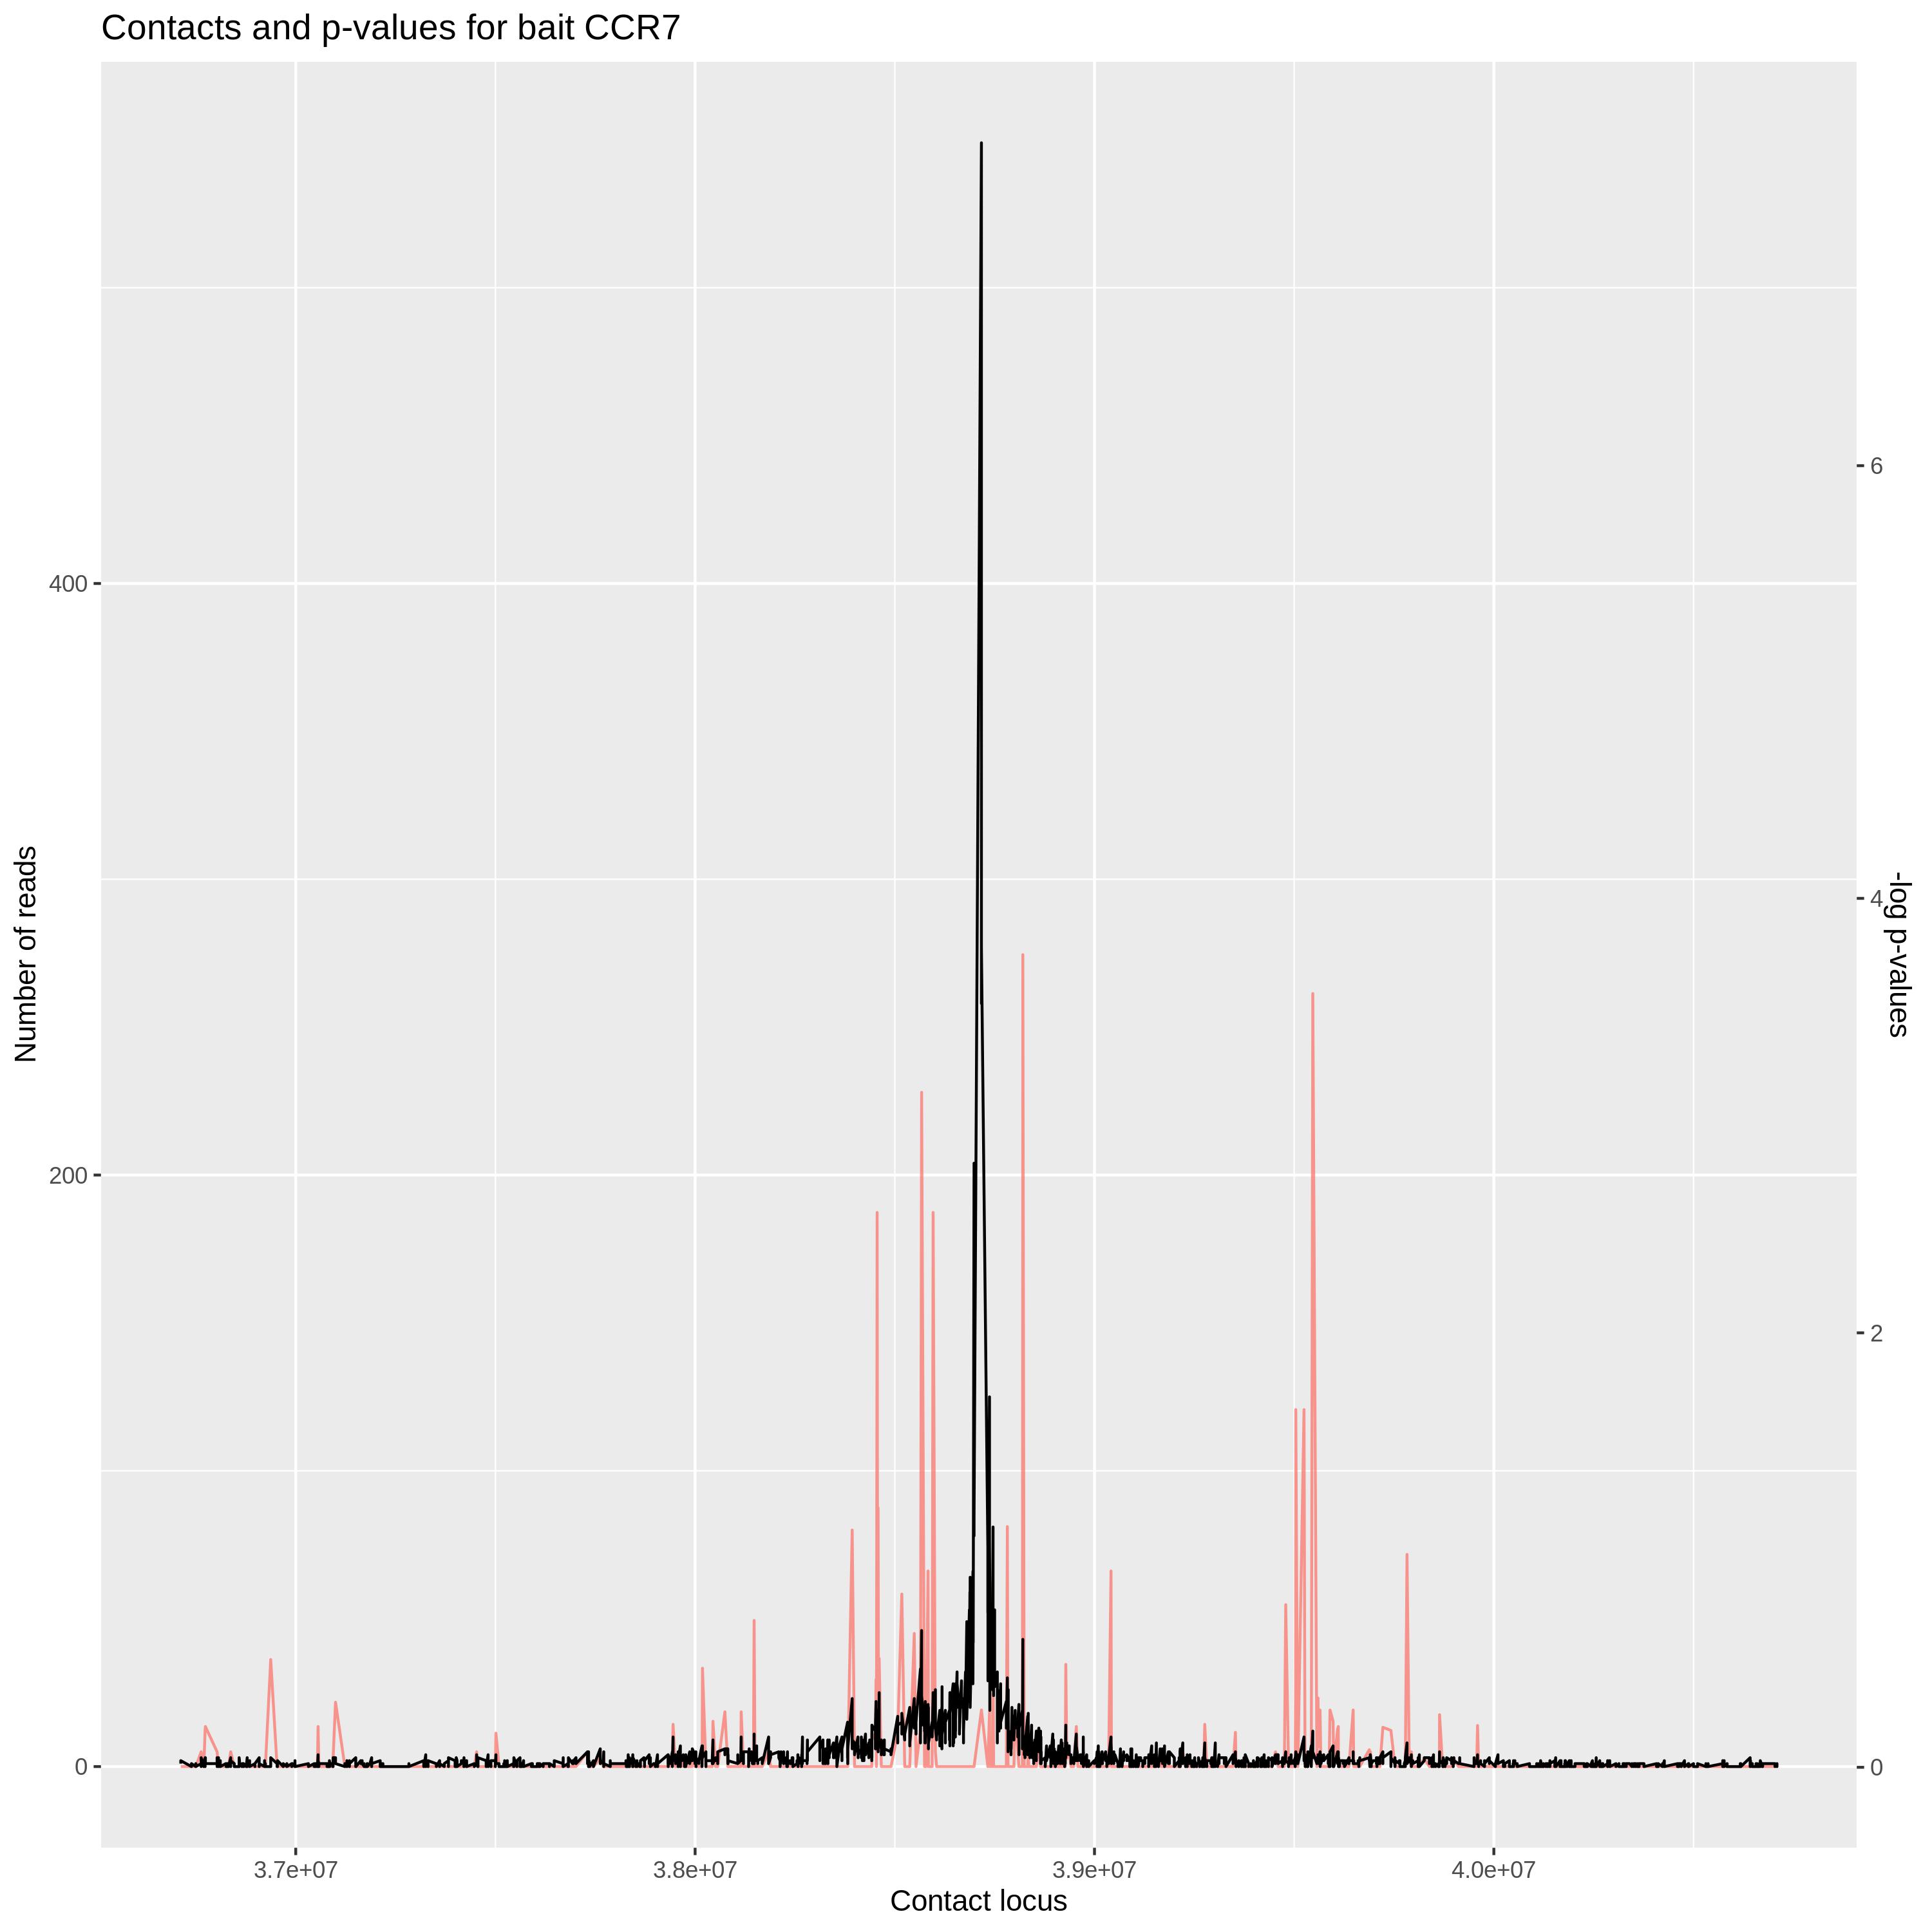 Contacts and p-values for bait CCR7
Number of reads
400
200
0
6
4
2
0
-log p-values
3.7e+07 3.8e+07 3.9e+07 4.0e+07
Contact locus